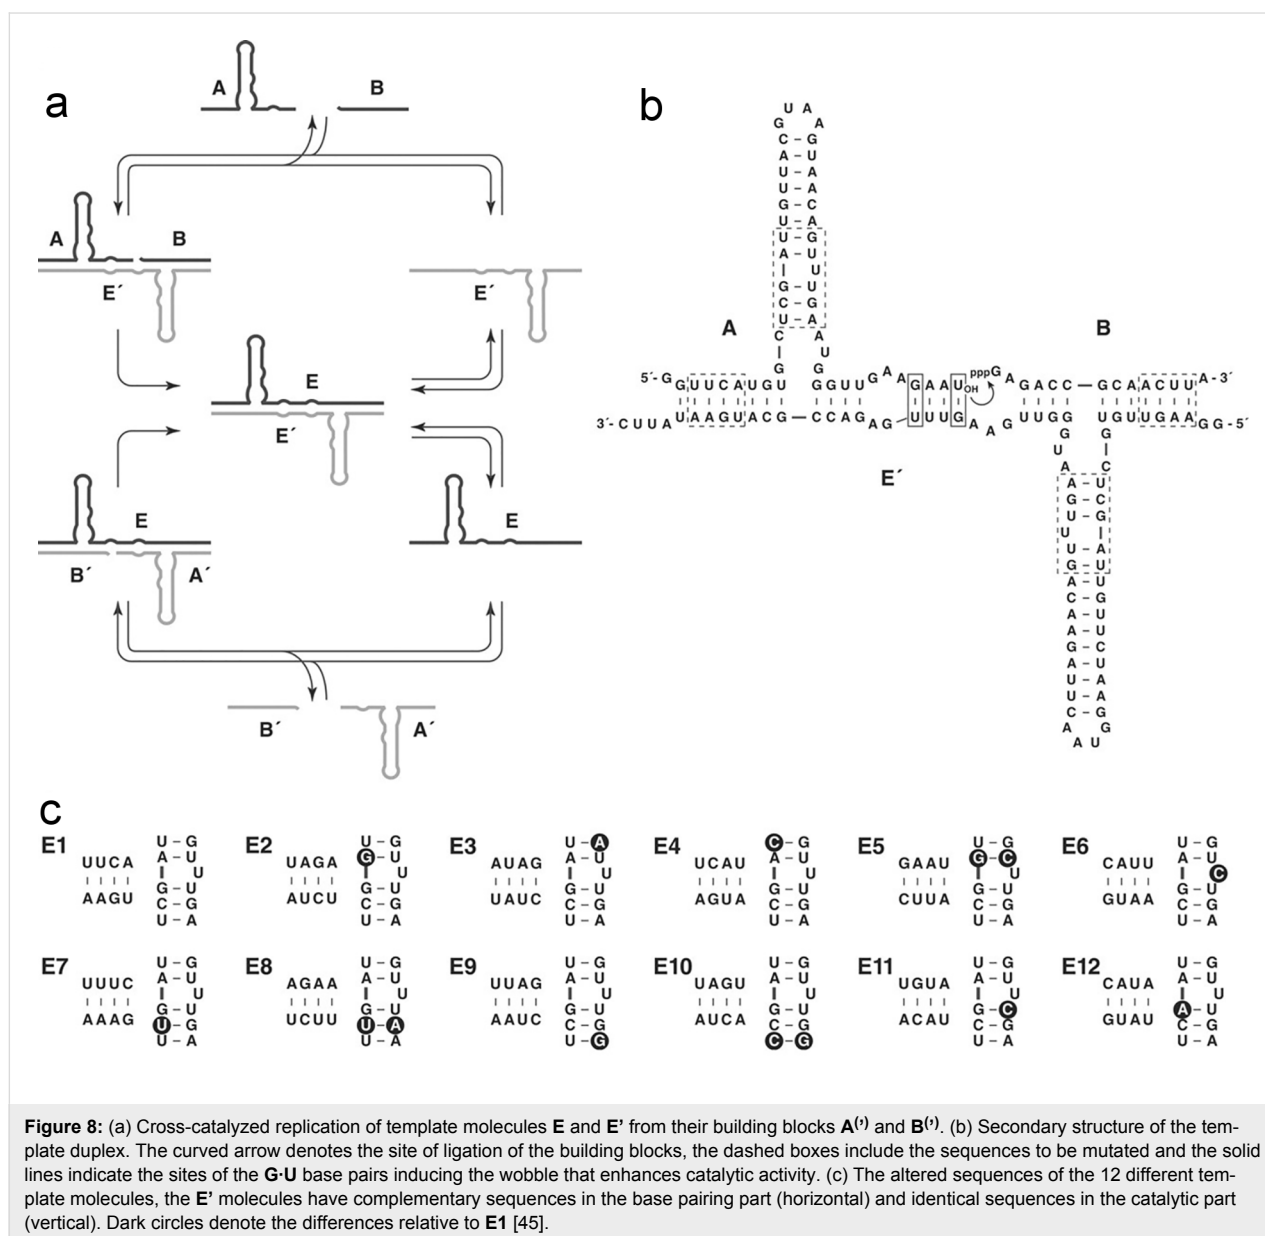 a
A B
A B
E´ E´
E
E´
E E
B´ A´
B´ A´
b
U A
G A
C – G
A – U
U – A
U – A
G – C
U – A
U – G
A – U
U
G – U
C – G
U – A
A B
C A
U
G
5´-G G U U C A U G U G G U U G A A G A A U OH pppG A G A C C — G C A A C U U A-3´
3´- C U U A U A A G U A C G — C C A G A G U U U G A A G G U U G G U G U U G A A G G-5´
G G
E´
U
A C
A – U
G – C
U – G
U
U – A
G – U
A – U
C – G
A – U
A – U
G – C
A – U
U – A
U – A
C – G
A G
A U
c
E1 E2 E3 E4 E5 E6
U – G U – G U – A C – G U – G U – G
A – U G U A U A – U G – C A U
UUCA UAGA AUAG UCAU GAAU CAUU
U U U U U C
G – U G – U G – U G – U G – U G – U
AAGU AUCU UAUC AGUA CUUA GUAA
C – G C – G C – G C – G C – G C – G
U – A U – A U – A U – A U – A U – A
E7 E8 E9 E10 E11 E12
U – G U – G U – G U – G U – G U – G
A – U A – U A – U A – U A – U A – U
UUUC AGAA UUAG UAGU UGUA CAUA
U U U U U U
G – U G – U G – U G – U G – C A U
AAAG UCUU AAUC AUCA ACAU GUAU
U G U – A C – G C – G C – G C – G
U – A U – A U – G C – G U – A U – A
Figure 8: (a) Cross-catalyzed replication of template molecules E and E’ from their building blocks A(’) and B(’). (b) Secondary structure of the tem-
plate duplex. The curved arrow denotes the site of ligation of the building blocks, the dashed boxes include the sequences to be mutated and the solid
lines indicate the sites of the G·U base pairs inducing the wobble that enhances catalytic activity. (c) The altered sequences of the 12 different tem-
plate molecules, the E’ molecules have complementary sequences in the base pairing part (horizontal) and identical sequences in the catalytic part
(vertical). Dark circles denote the differences relative to E1 [45].